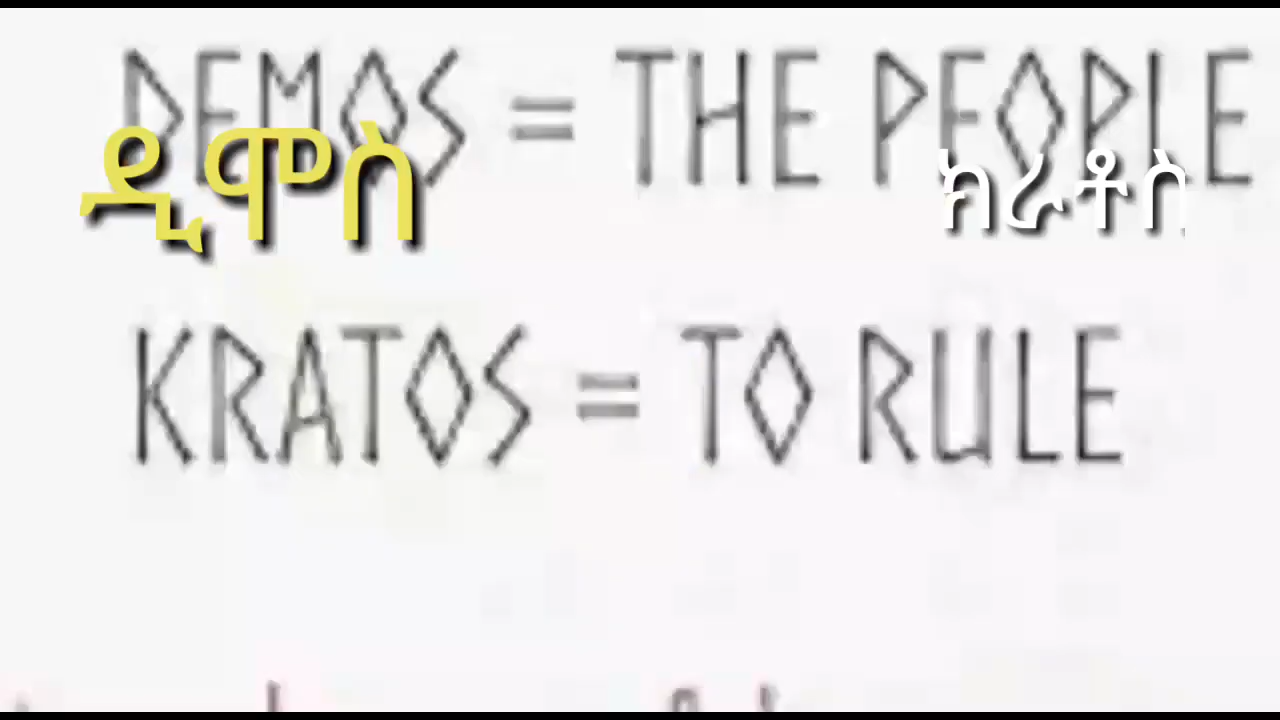 DEMOS = THE PEOPLE
ዲሞስ ክራቶስ
KRATOS = TO RULE